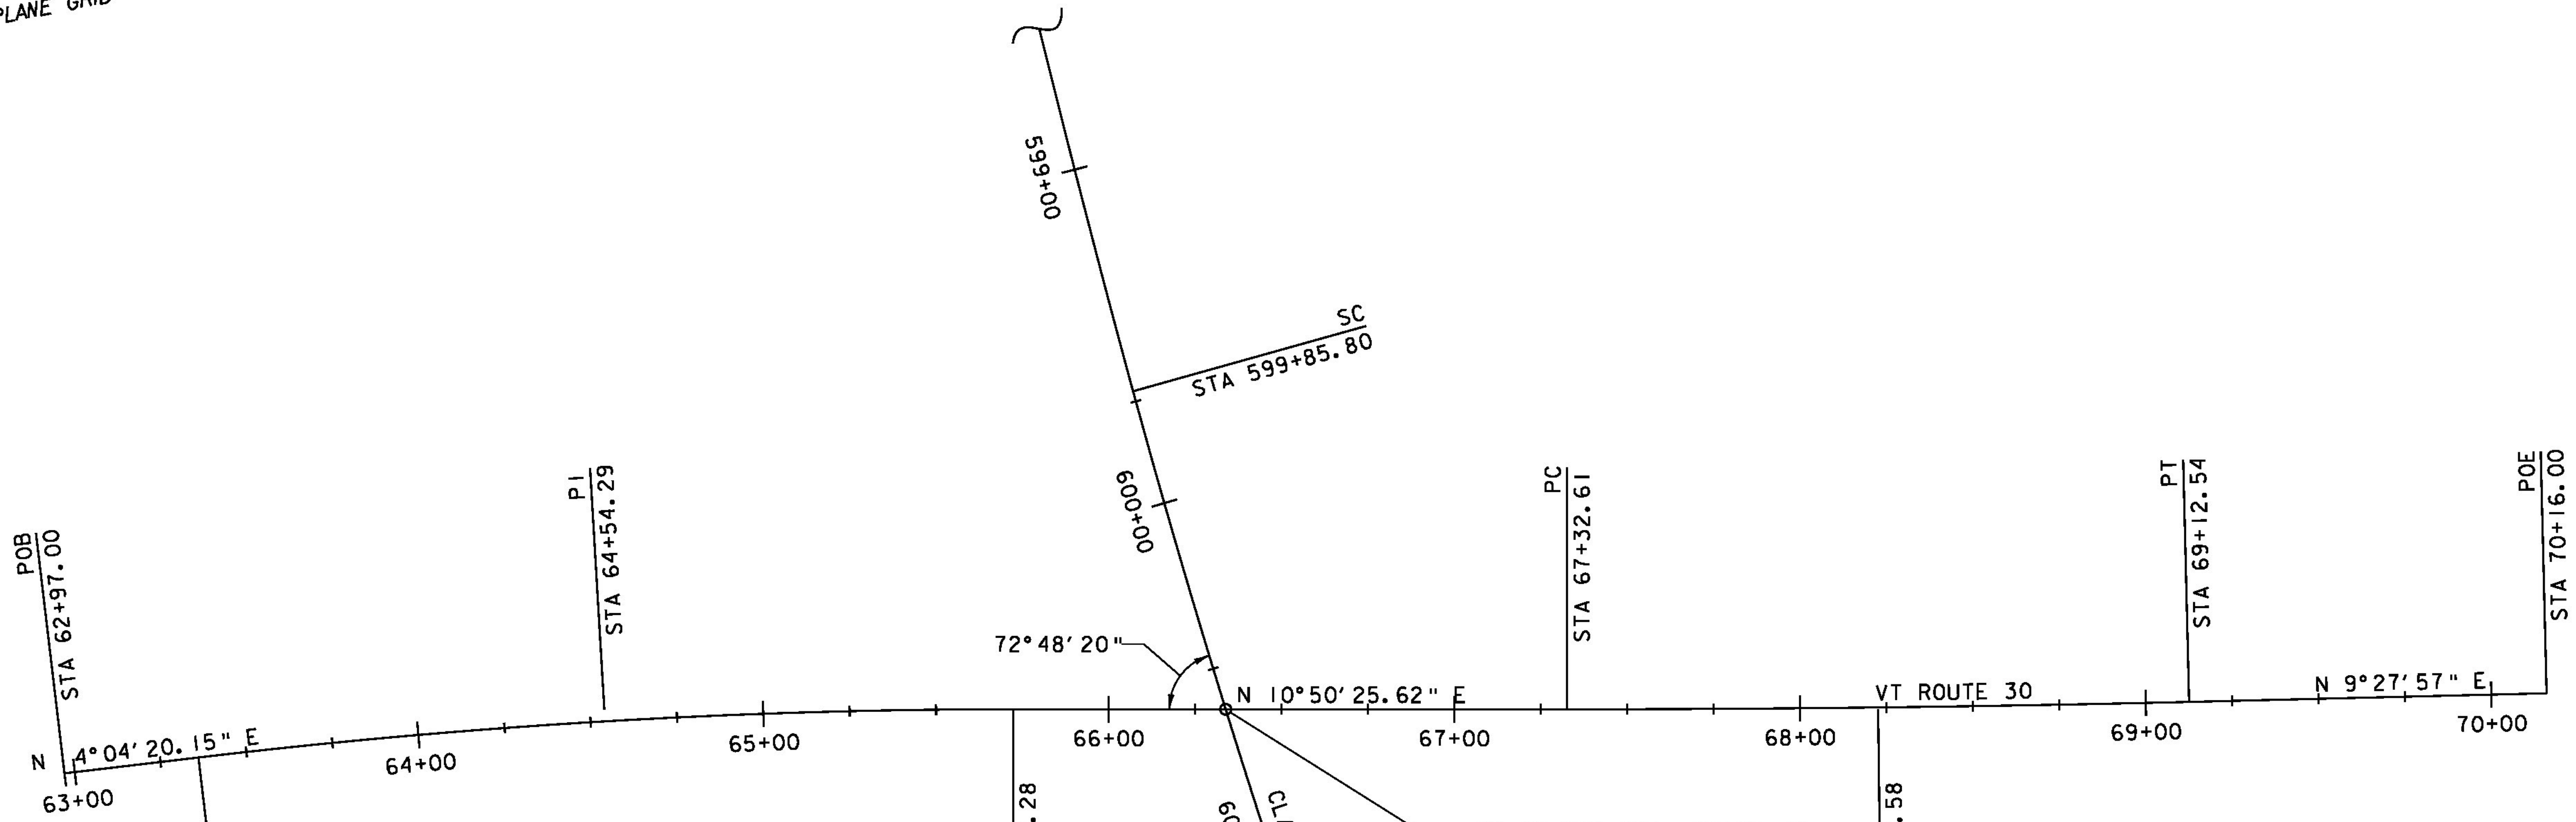 PLANE GRID
599+00
SC
STA 599+85.80
600+00
POB
STA 62+97.00
PI
STA 64+54.29
PC
STA 67+32.61
PT
STA 69+12.54
POE
STA 70+16.00
72°48'20"
N 4°04'20.15" E
N 10°50'25.62" E
VT ROUTE 30
N 9°27'57" E
63+00
64+00
65+00
66+00
67+00
68+00
69+00
70+00
.28
.58